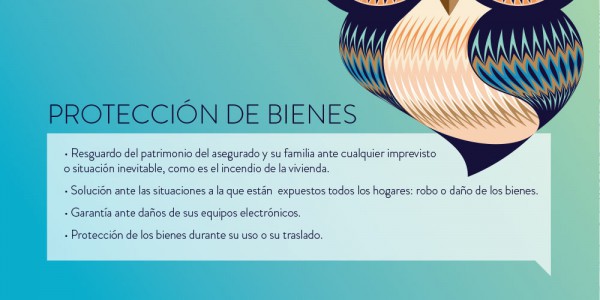 PROTECCIÓN DE BIENES
• Resguardo del patrimonio del asegurado y su familia ante cualquier imprevisto
o situación inevitable, como es el incendio de la vivienda.
• Solución ante las situaciones a la que están expuestos todos los hogares: robo o daño de los bienes.
• Garantía ante daños de sus equipos electrónicos.
• Protección de los bienes durante su uso o su traslado.